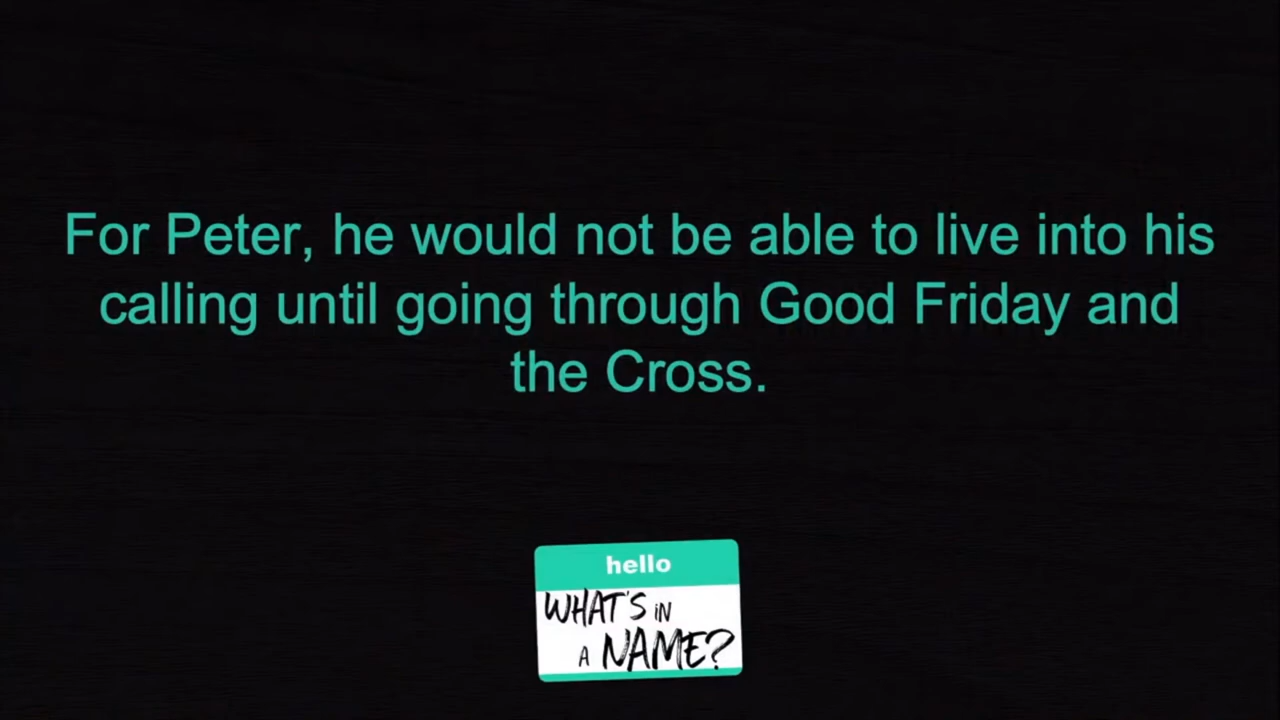 For Peter, he would not be able to live into his
calling until going through Good Friday and
the Cross.
hello
WHAT'S IN
A NAME?